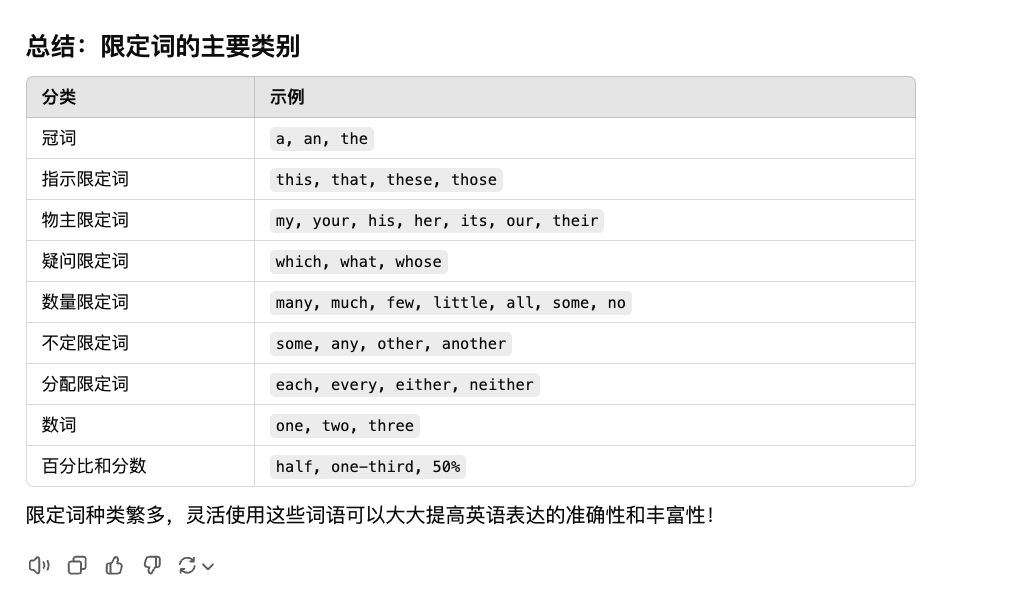 总结：限定词的主要类别
分类 示例
冠词 a, an, the
指示限定词 this, that, these, those
物主限定词 my, your, his, her, its, our, their
疑问限定词 which, what, whose
数量限定词 many, much, few, little, all, some, no
不定限定词 some, any, other, another
分配限定词 each, every, either, neither
数词 one, two, three
百分比和分数 half, one-third, 50%
限定词种类繁多，灵活使用这些词语可以大大提高英语表达的准确性和丰富性！